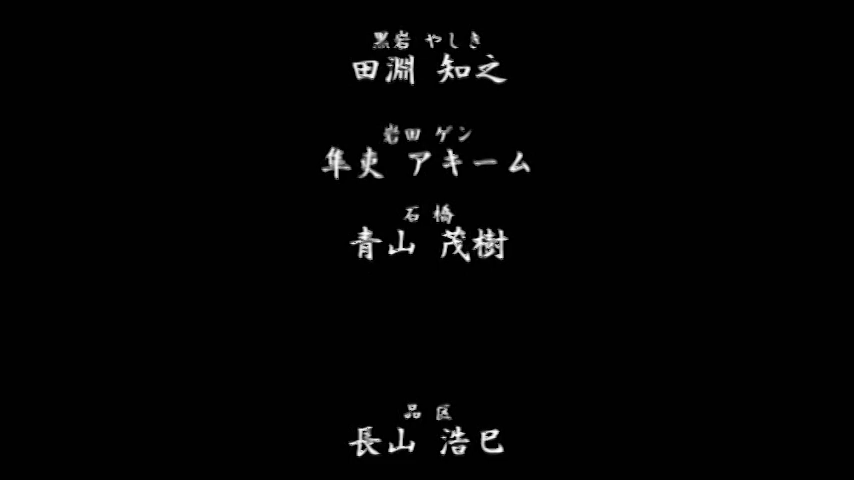 黒岩 やしき
田淵 知之
岩田 ゲン
隼吏 アキーム
石橋
青山 茂樹
品区
長山 浩巳